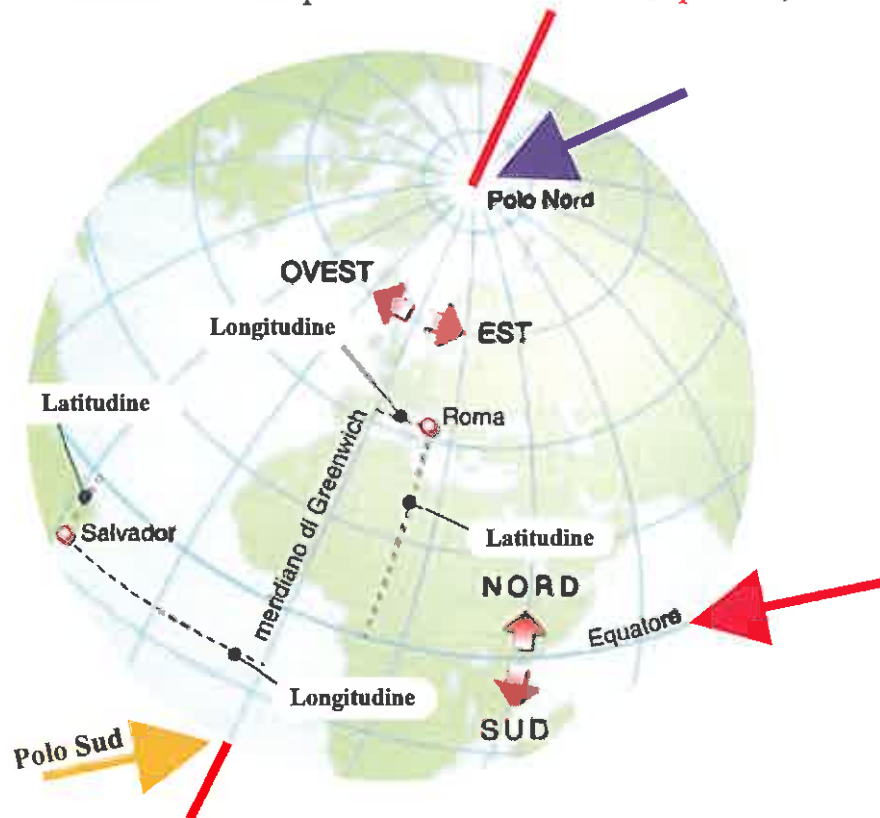 Polo Nord
OVEST
EST
Longitudine
Latitudine
Roma
meridiano di Greenwich
Salvador
Latitudine
NORD
Equatore
Longitudine
SUD
Polo Sud